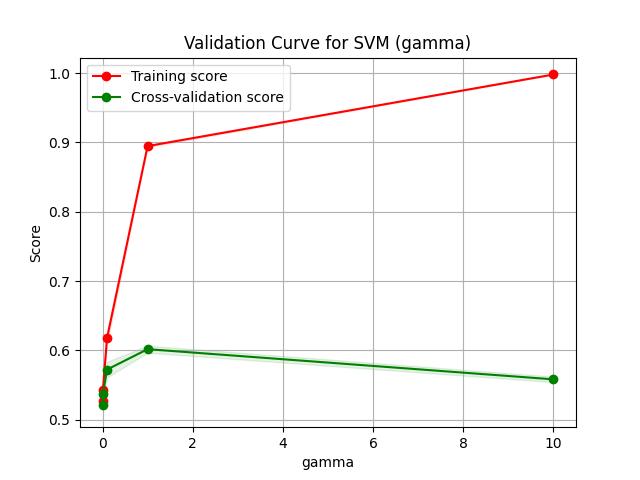 Validation Curve for SVM (gamma)
Training score
Cross-validation score
1.0
0.9
0.8
0.7
0.6
0.5
Score
0 2 4 6 8 10
gamma